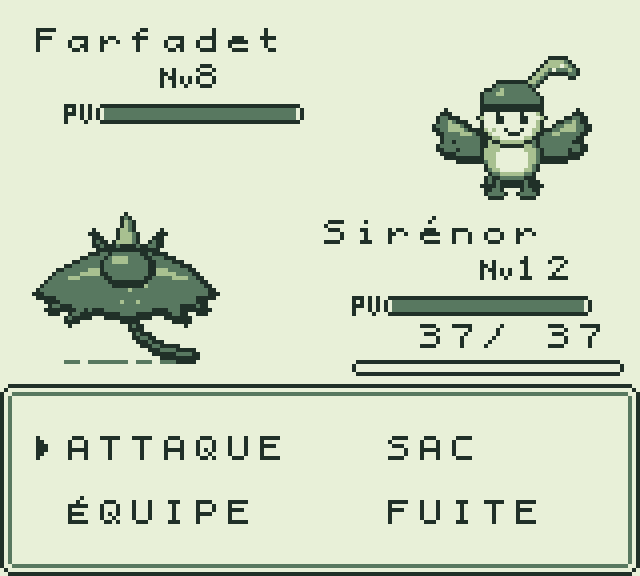 Farfadet
Nv8
PV
Sirénor
Nv12
PV
37/ 37
ATTAQUE SAC
ÉQUIPE FUITE